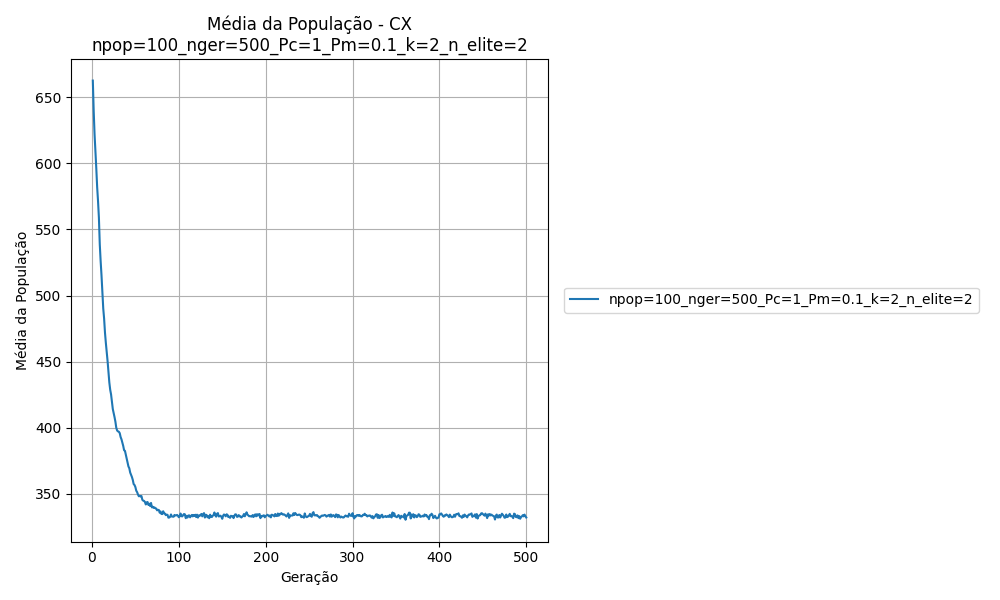 Média da População - CX
npop=100_nger=500_Pc=1_Pm=0.1_k=2_n_elite=2
Média da População
650
600
550
500
450
400
350
0
100
200
300
400
500
Geração
npop=100_nger=500_Pc=1_Pm=0.1_k=2_n_elite=2